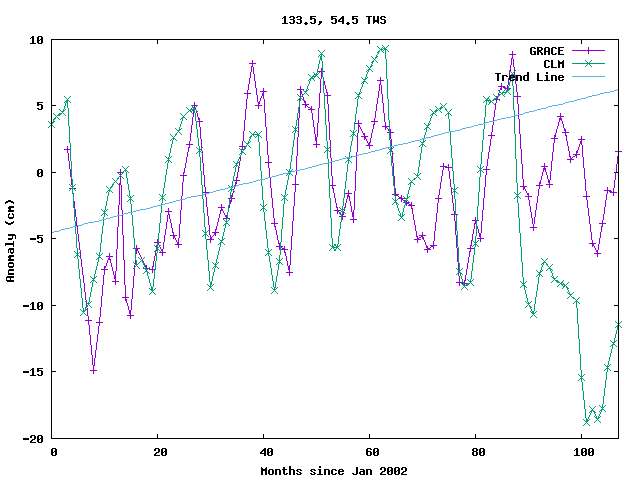 133.5, 54.5 TWS
GRACE
CLM
Trend Line
10
5
0
-5
-10
-15
-20
Anomaly (cm)
0 20 40 60 80 100
Months since Jan 2002